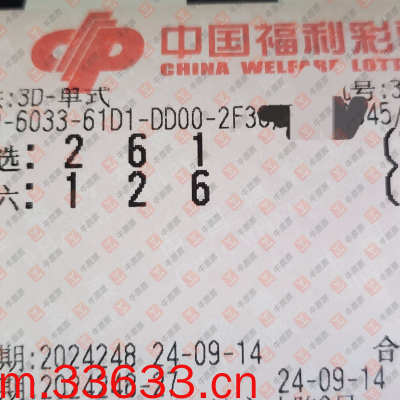 中国福利彩
CHINA WELFARE LOTT
:3D-单式
号:3
-6033-61D1-DD00-2F3
45/
选: 2 6 1
六: 1 2 6
期:2024248 24-09-14
合
24-09-14
m.33633.cn